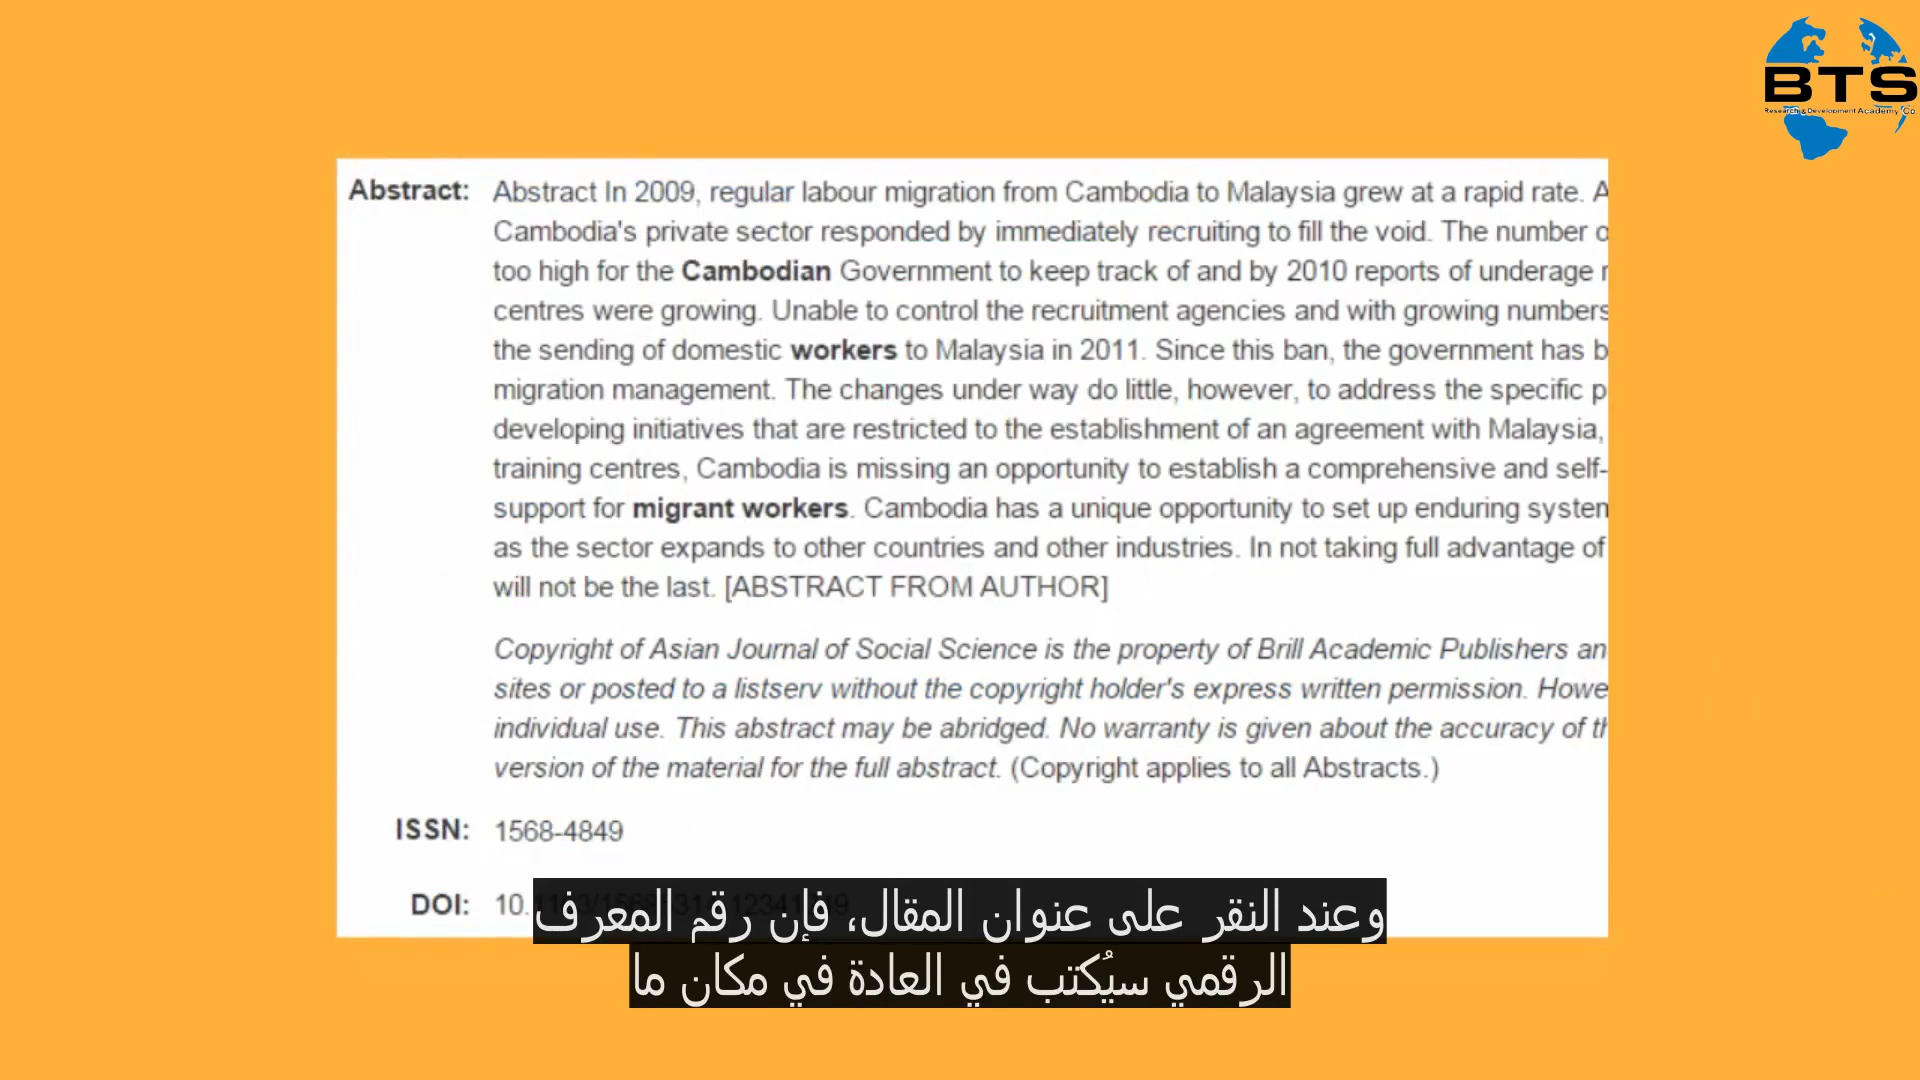 BTS
Research & Development Academy Co
Abstract: Abstract In 2009, regular labour migration from Cambodia to Malaysia grew at a rapid rate. A
Cambodia's private sector responded by immediately recruiting to fill the void. The number
too high for the Cambodian Government to keep track of and by 2010 reports of underage
centres were growing. Unable to control the recruitment agencies and with growing numbers
the sending of domestic workers to Malaysia in 2011. Since this ban, the government has b
migration management. The changes under way do little, however, to address the specific p
developing initiatives that are restricted to the establishment of an agreement with Malaysia,
training centres, Cambodia is missing an opportunity to establish a comprehensive and self-
support for migrant workers. Cambodia has a unique opportunity to set up enduring system
as the sector expands to other countries and other industries. In not taking full advantage of
will not be the last. [ABSTRACT FROM AUTHOR]
Copyright of Asian Journal of Social Science is the property of Brill Academic Publishers an
sites or posted to a listserv without the copyright holder's express written permission. Howe
individual use. This abstract may be abridged. No warranty is given about the accuracy of th
version of the material for the full abstract. (Copyright applies to all Abstracts.)
ISSN: 1568-4849
DOI: 10.
وعند النقر على عنوان المقال، فإن رقم المعرف
الرقمي سيُكتب في العادة في مكان ما